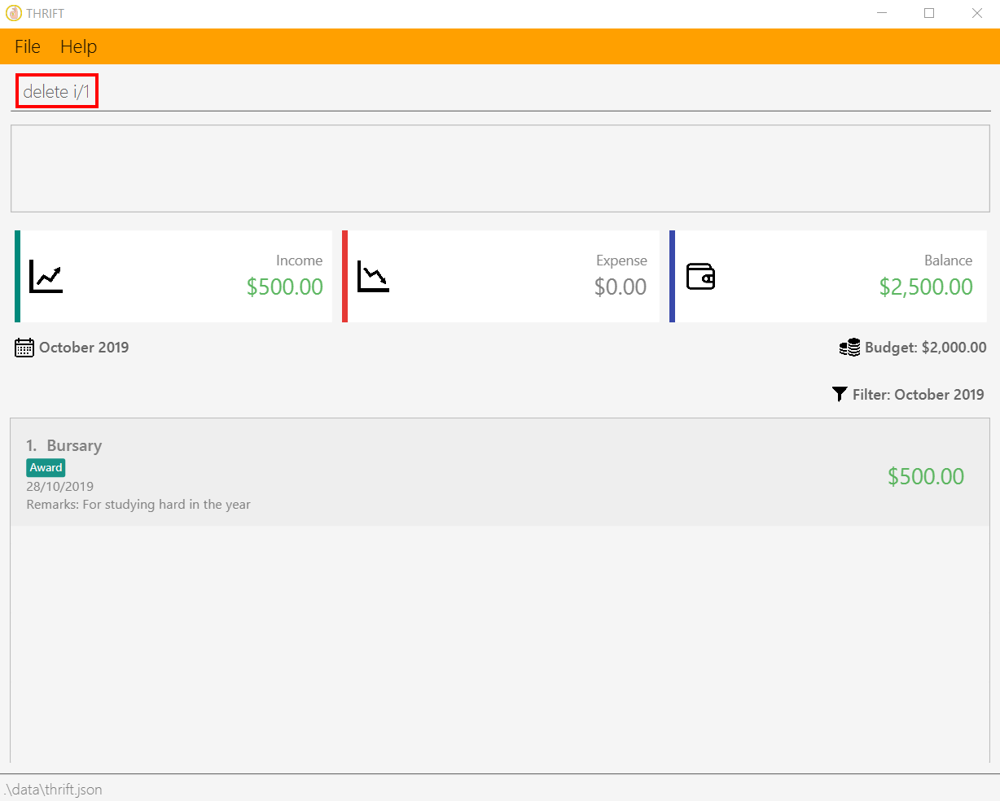 THRIFT
File Help
delete i/1
Income
$500.00
Expense
$0.00
Balance
$2,500.00
October 2019
Budget: $2,000.00
Filter: October 2019
1. Bursary
Award
28/10/2019
Remarks: For studying hard in the year
$500.00
.\data\thrift.json